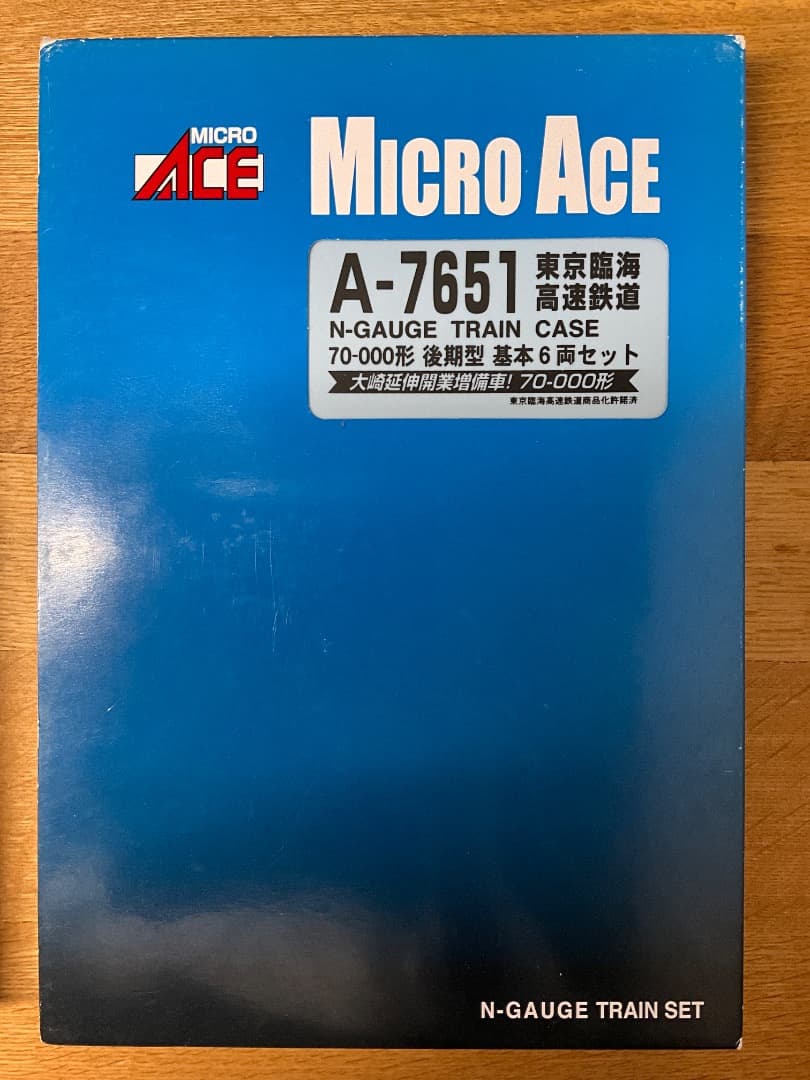 MICRO
ACE
MICRO ACE
A-7651 東京臨海
高速鉄道
N-GAUGE TRAIN CASE
70-000形 後期型 基本6両セット
大崎延伸開業増備車! 70-000形
東京臨海高速鉄道商品化許諾済
N-GAUGE TRAIN SET